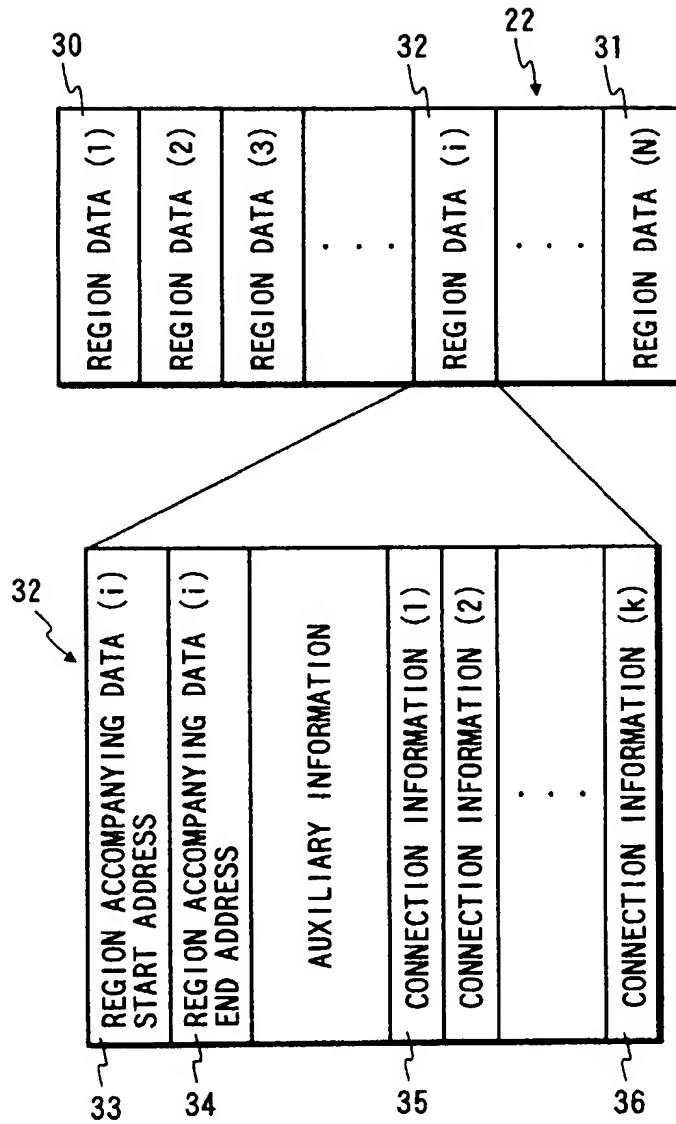 30
REGION DATA (1)
REGION DATA (2)
REGION DATA (3)
. . .
32
REGION DATA (i)
22
. . .
31
REGION DATA (N)
32
REGION ACCOMPANYING DATA (i)
START ADDRESS
33
REGION ACCOMPANYING DATA (i)
END ADDRESS
34
AUXILIARY INFORMATION
CONNECTION INFORMATION (1)
35
CONNECTION INFORMATION (2)
. . .
CONNECTION INFORMATION (k)
36